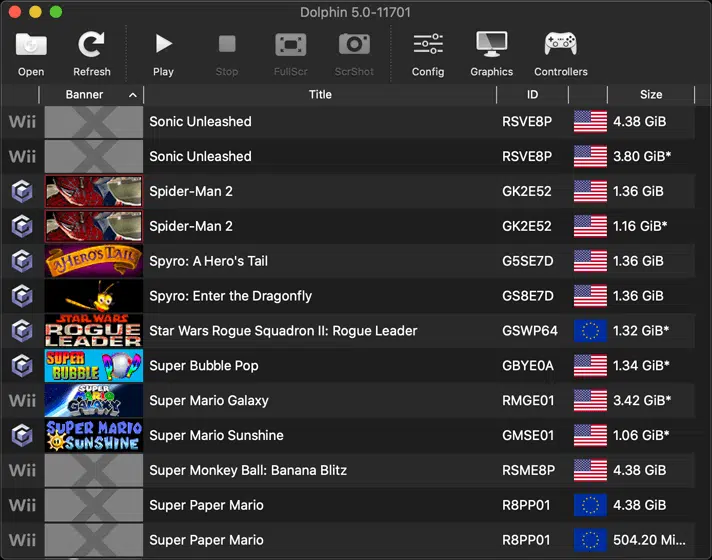 Dolphin 5.0-11701
Open Refresh Play Stop FullScr ScrShot Config Graphics Controllers
Banner Title ID Size
Wii Sonic Unleashed RSVE8P 4.38 GiB
Wii Sonic Unleashed RSVE8P 3.80 GiB*
Spider-Man 2 GK2E52 1.36 GiB
Spider-Man 2 GK2E52 1.16 GiB*
A HERO'S TAIL Spyro: A Hero's Tail G5SE7D 1.36 GiB
Spyro: Enter the Dragonfly GS8E7D 1.36 GiB
STAR WARS
ROGUE
LEADER Star Wars Rogue Squadron II: Rogue Leader GSWP64 1.32 GiB*
SUPER
BUBBLE POP Super Bubble Pop GBYE0A 1.34 GiB*
Wii SUPER
MARIO
GALAXY Super Mario Galaxy RMGE01 3.42 GiB*
SUPER MARIO
SUNSHINE Super Mario Sunshine GMSE01 1.06 GiB*
Wii Super Monkey Ball: Banana Blitz RSME8P 4.38 GiB
Wii Super Paper Mario R8PP01 4.38 GiB
Wii Super Paper Mario R8PP01 504.20 Mi...